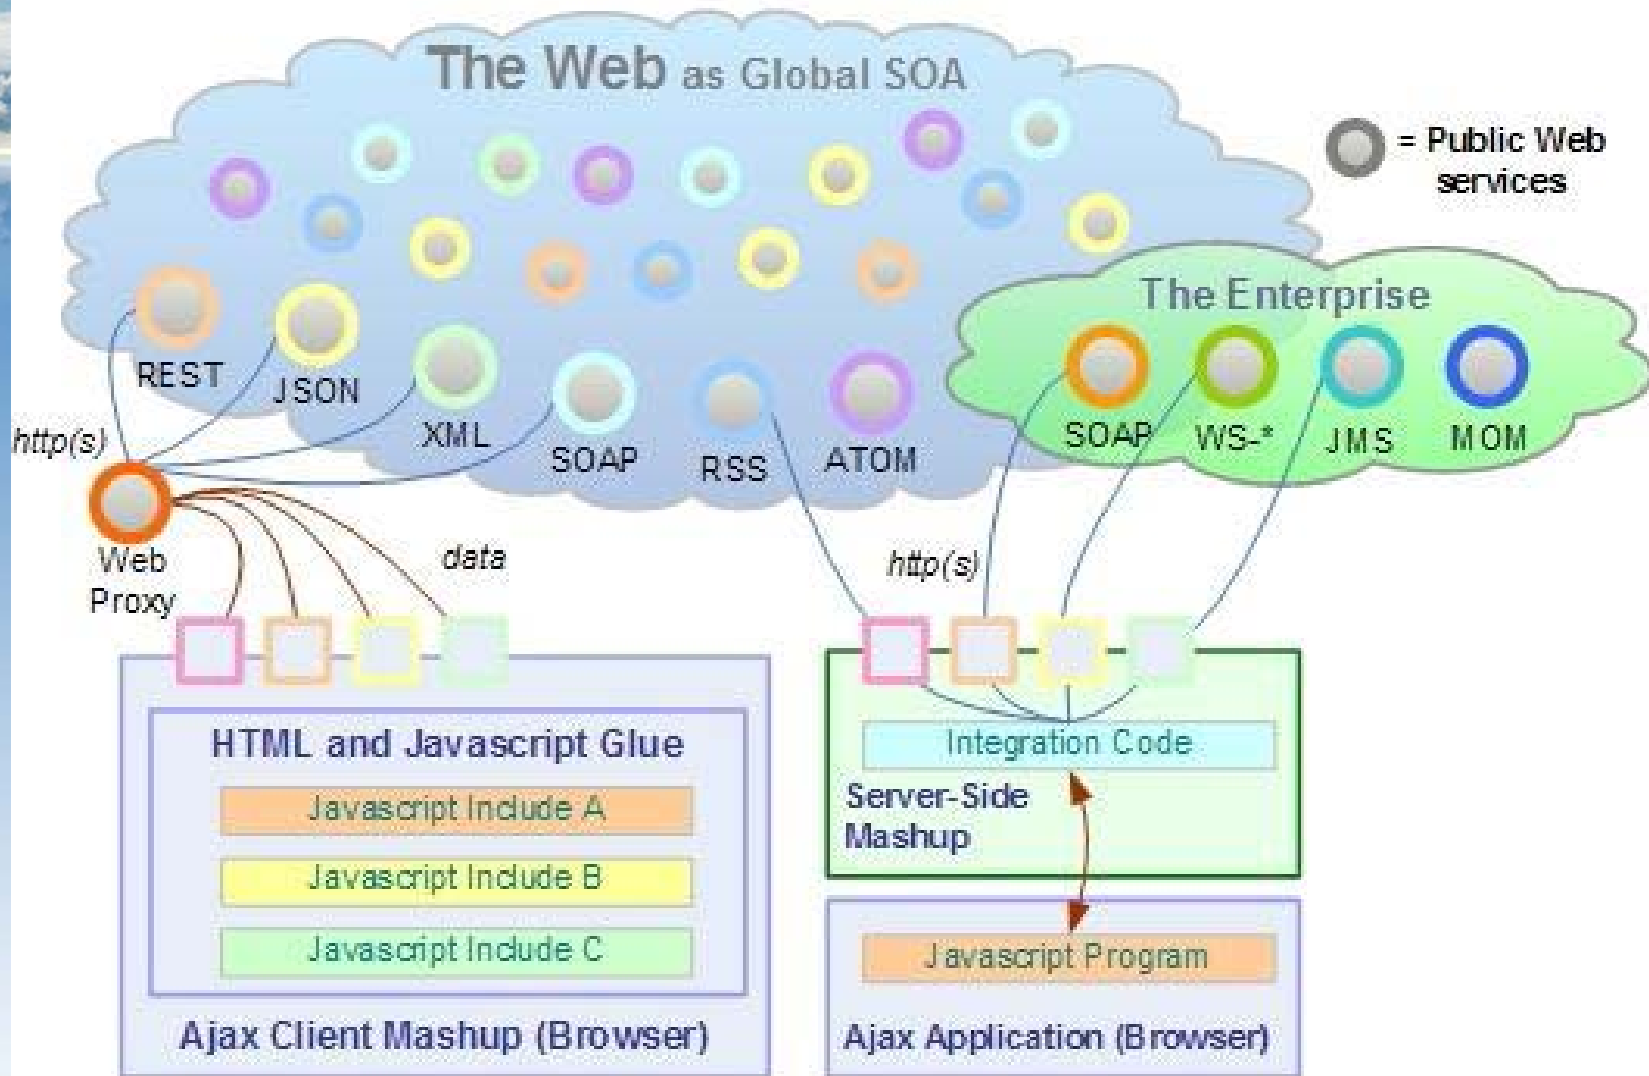 The Web as Global SOA
= Public Web
services
The Enterprise
REST
JSON
XML
SOAP
RSS
ATOM
SOAP
WS-*
JMS
MOM
http(s)
Web
Proxy
data
http(s)
HTML and Javascript Glue
Javascript Include A
Javascript Include B
Javascript Include C
Ajax Client Mashup (Browser)
Integration Code
Server-Side
Mashup
Javascript Program
Ajax Application (Browser)